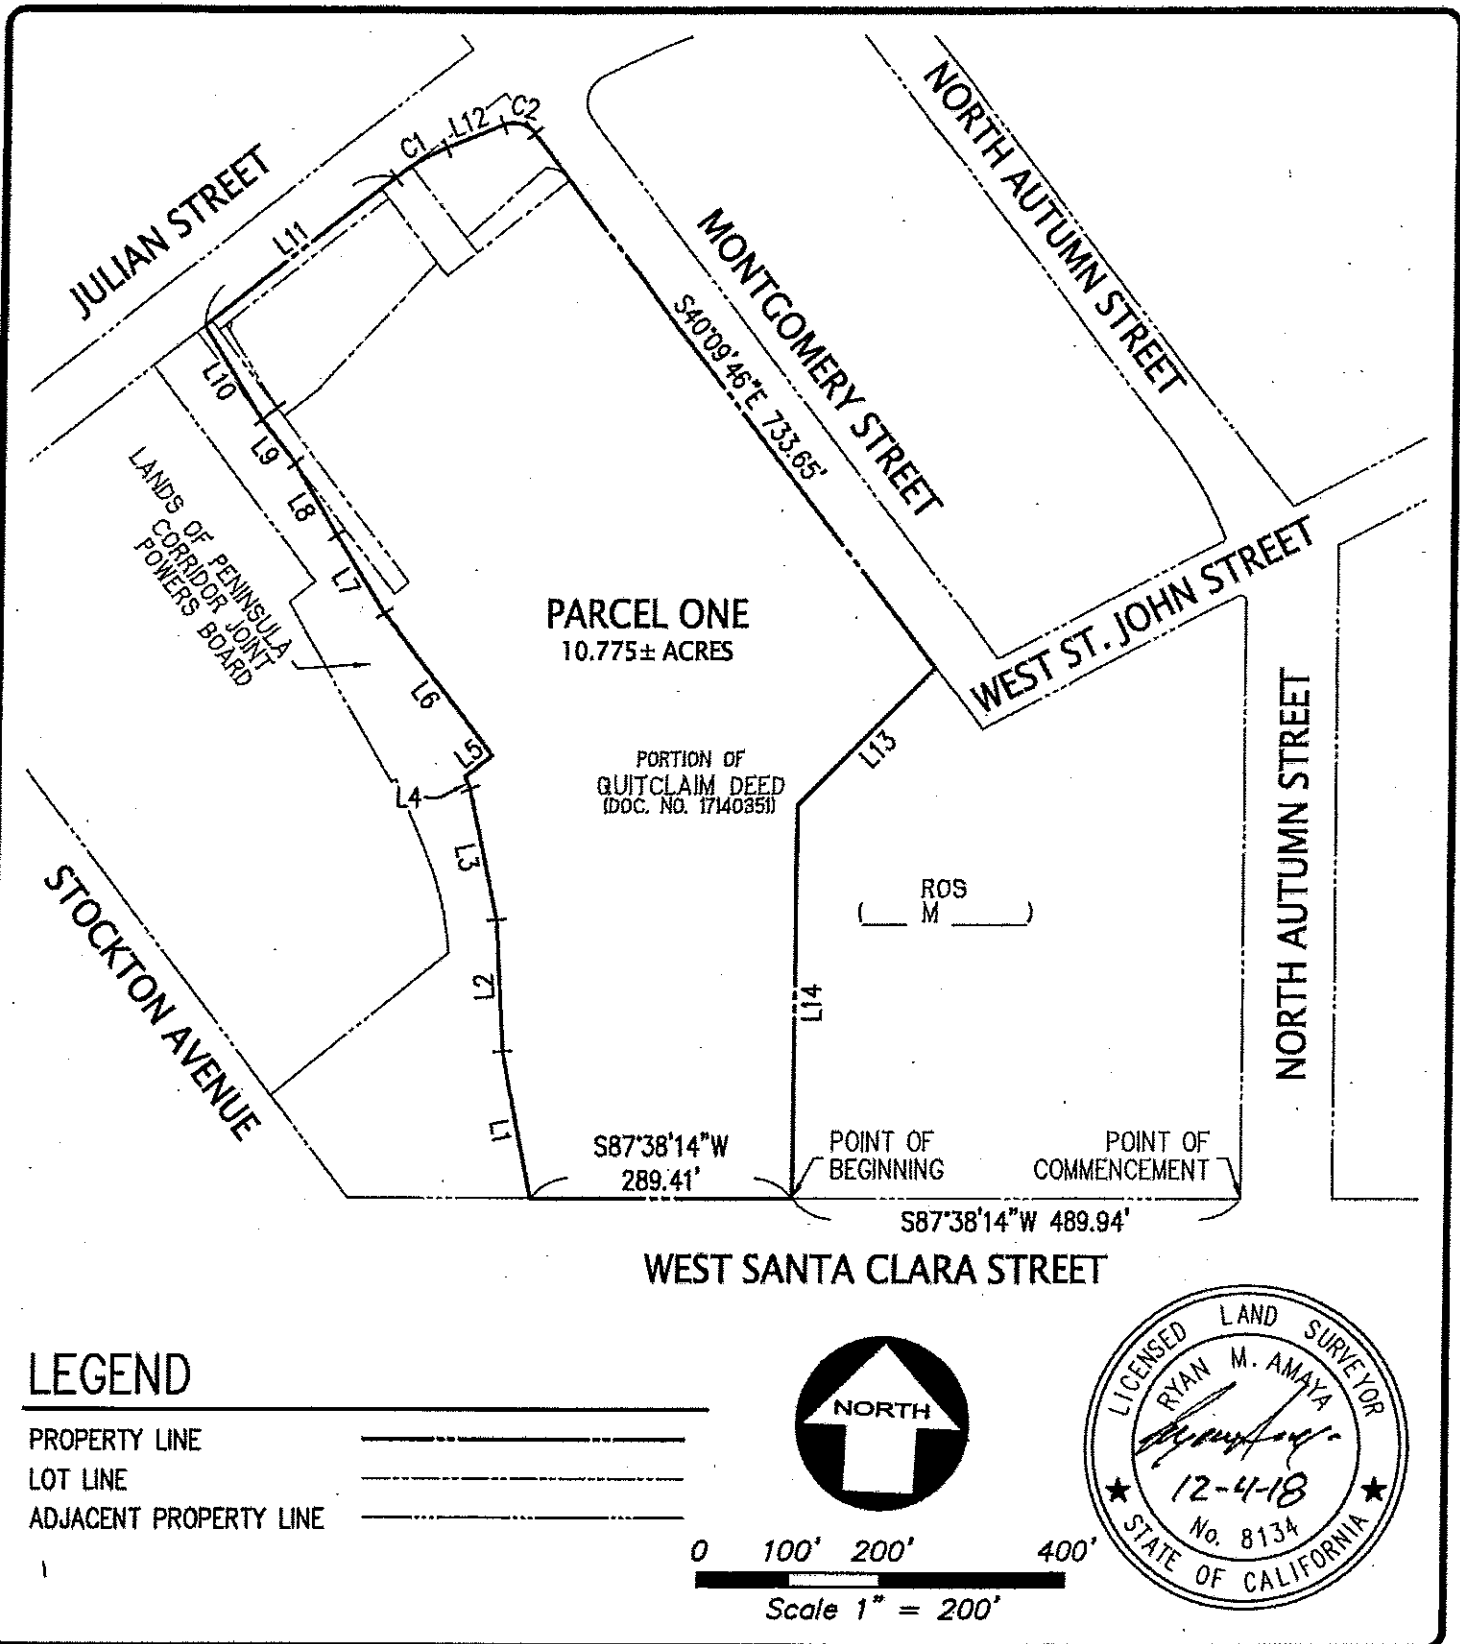 C2
L12
C1
NORTH AUTUMN STREET
JULIAN STREET
L11
MONTGOMERY STREET
S40°09'46"E 733.65'
L10
L9
L8
L7
LANDS OF PENINSULA
CORRIDOR JOINT
POWERS BOARD
PARCEL ONE
10.775± ACRES
WEST ST. JOHN STREET
L6
L5
L4
L13
PORTION OF
QUITCLAIM DEED
(DOC. NO. 17140351)
NORTH AUTUMN STREET
L3
STOCKTON AVENUE
ROS
(___ M ______)
L2
L14
L1
S87°38'14"W
289.41'
POINT OF
BEGINNING
POINT OF
COMMENCEMENT
S87°38'14"W 489.94'
WEST SANTA CLARA STREET
LEGEND
PROPERTY LINE
LOT LINE
ADJACENT PROPERTY LINE
NORTH
0 100' 200' 400'
Scale 1" = 200'
LICENSED LAND SURVEYOR
RYAN M. AMAYA
12-4-18
No. 8134
STATE OF CALIFORNIA